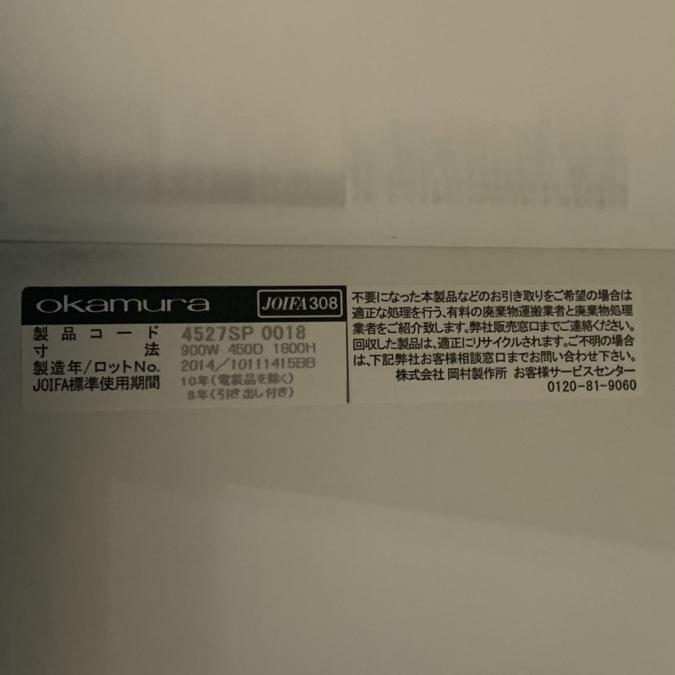 okamura JOIFA308
製品コード 4527SP 0018
寸法 900W 450D 1800H
製造年/ロットNo. 2014/10111415BB
JOIFA標準使用期間 10年(電装品を除く)
8年(引き出し付き)
不要になった本製品などのお引き取りをご希望の場合は
適正な処理を行う、有料の廃棄物運搬業者と廃棄物処理
業者をご紹介致します。弊社販売窓口までご連絡ください。
回収した製品は、適正にリサイクルされます。ご不明の場合
は、下記弊社お客様相談窓口までお問い合わせ下さい。
株式会社 岡村製作所 お客様サービスセンター
0120-81-9060